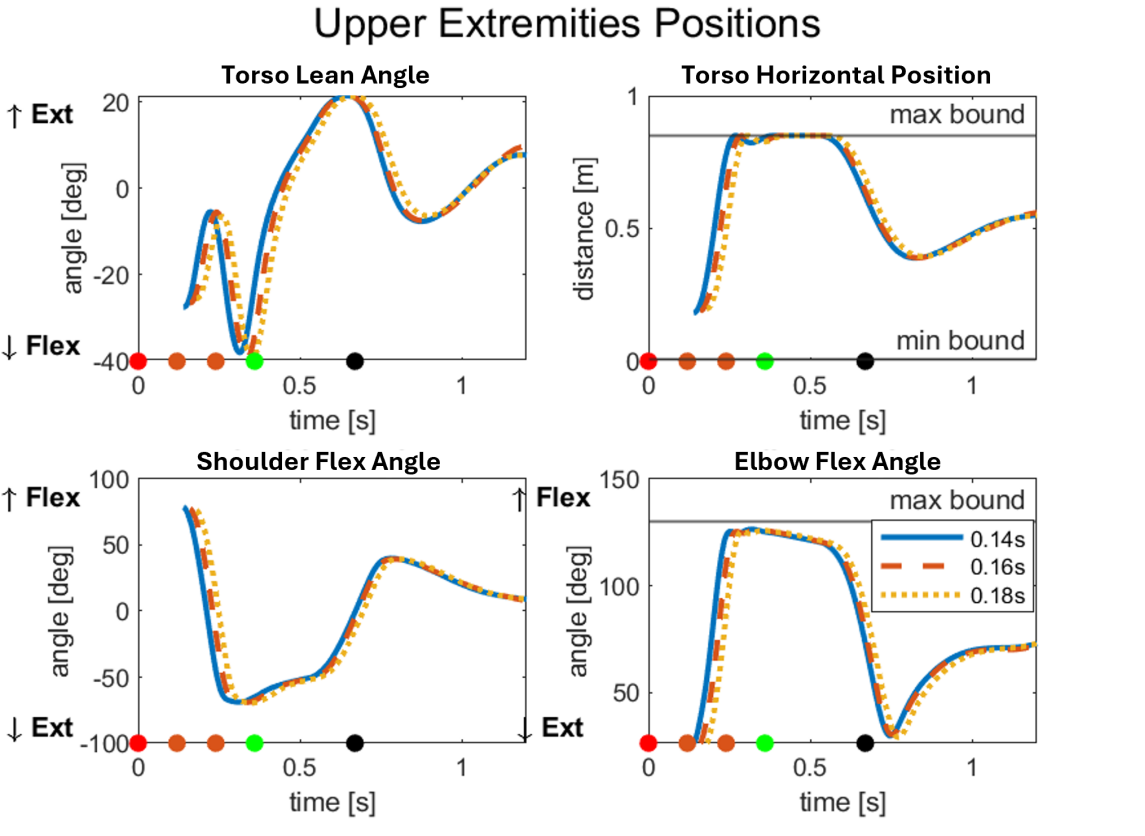 Upper Extremities Positions
Torso Lean Angle
↑ Ext
↓ Flex
angle [deg]
20
0
-20
-40
0
0.5
1
time [s]
Torso Horizontal Position
max bound
min bound
distance [m]
1
0.5
0
0
0.5
1
time [s]
Shoulder Flex Angle
↑ Flex
↓ Ext
angle [deg]
100
50
0
-50
-100
0
0.5
1
time [s]
Elbow Flex Angle
↑ Flex
↓ Ext
max bound
angle [deg]
150
100
50
0
0.5
1
time [s]
0.14s
0.16s
0.18s